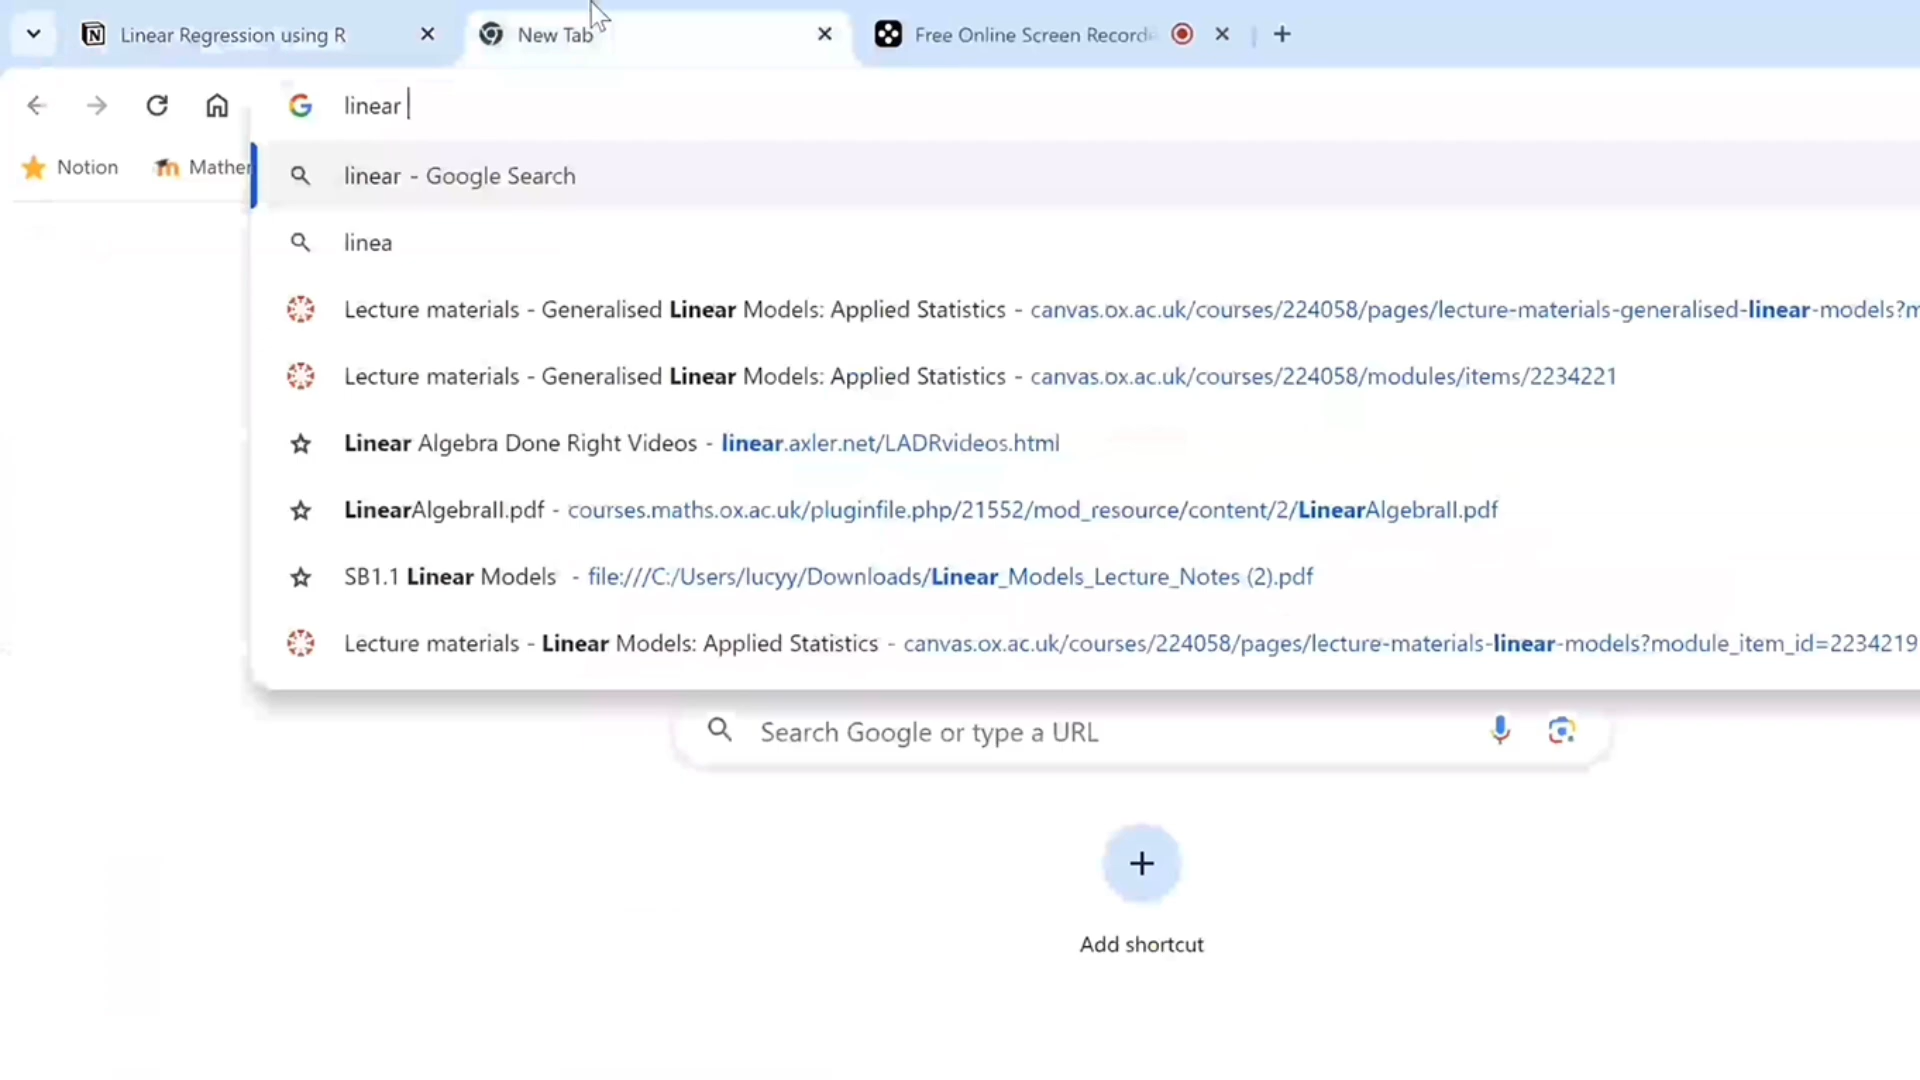 Linear Regression using R
New Tab
Free Online Screen Recorde
linear
Notion
Mather
linear - Google Search
linea
Lecture materials - Generalised Linear Models: Applied Statistics - canvas.ox.ac.uk/courses/224058/pages/lecture-materials-generalised-linear-models?m
Lecture materials - Generalised Linear Models: Applied Statistics - canvas.ox.ac.uk/courses/224058/modules/items/2234221
Linear Algebra Done Right Videos - linear.axler.net/LADRvideos.html
LinearAlgebraII.pdf - courses.maths.ox.ac.uk/pluginfile.php/21552/mod_resource/content/2/LinearAlgebraII.pdf
SB1.1 Linear Models - file:///C:/Users/lucyy/Downloads/Linear_Models_Lecture_Notes (2).pdf
Lecture materials - Linear Models: Applied Statistics - canvas.ox.ac.uk/courses/224058/pages/lecture-materials-linear-models?module_item_id=2234219
Search Google or type a URL
Add shortcut